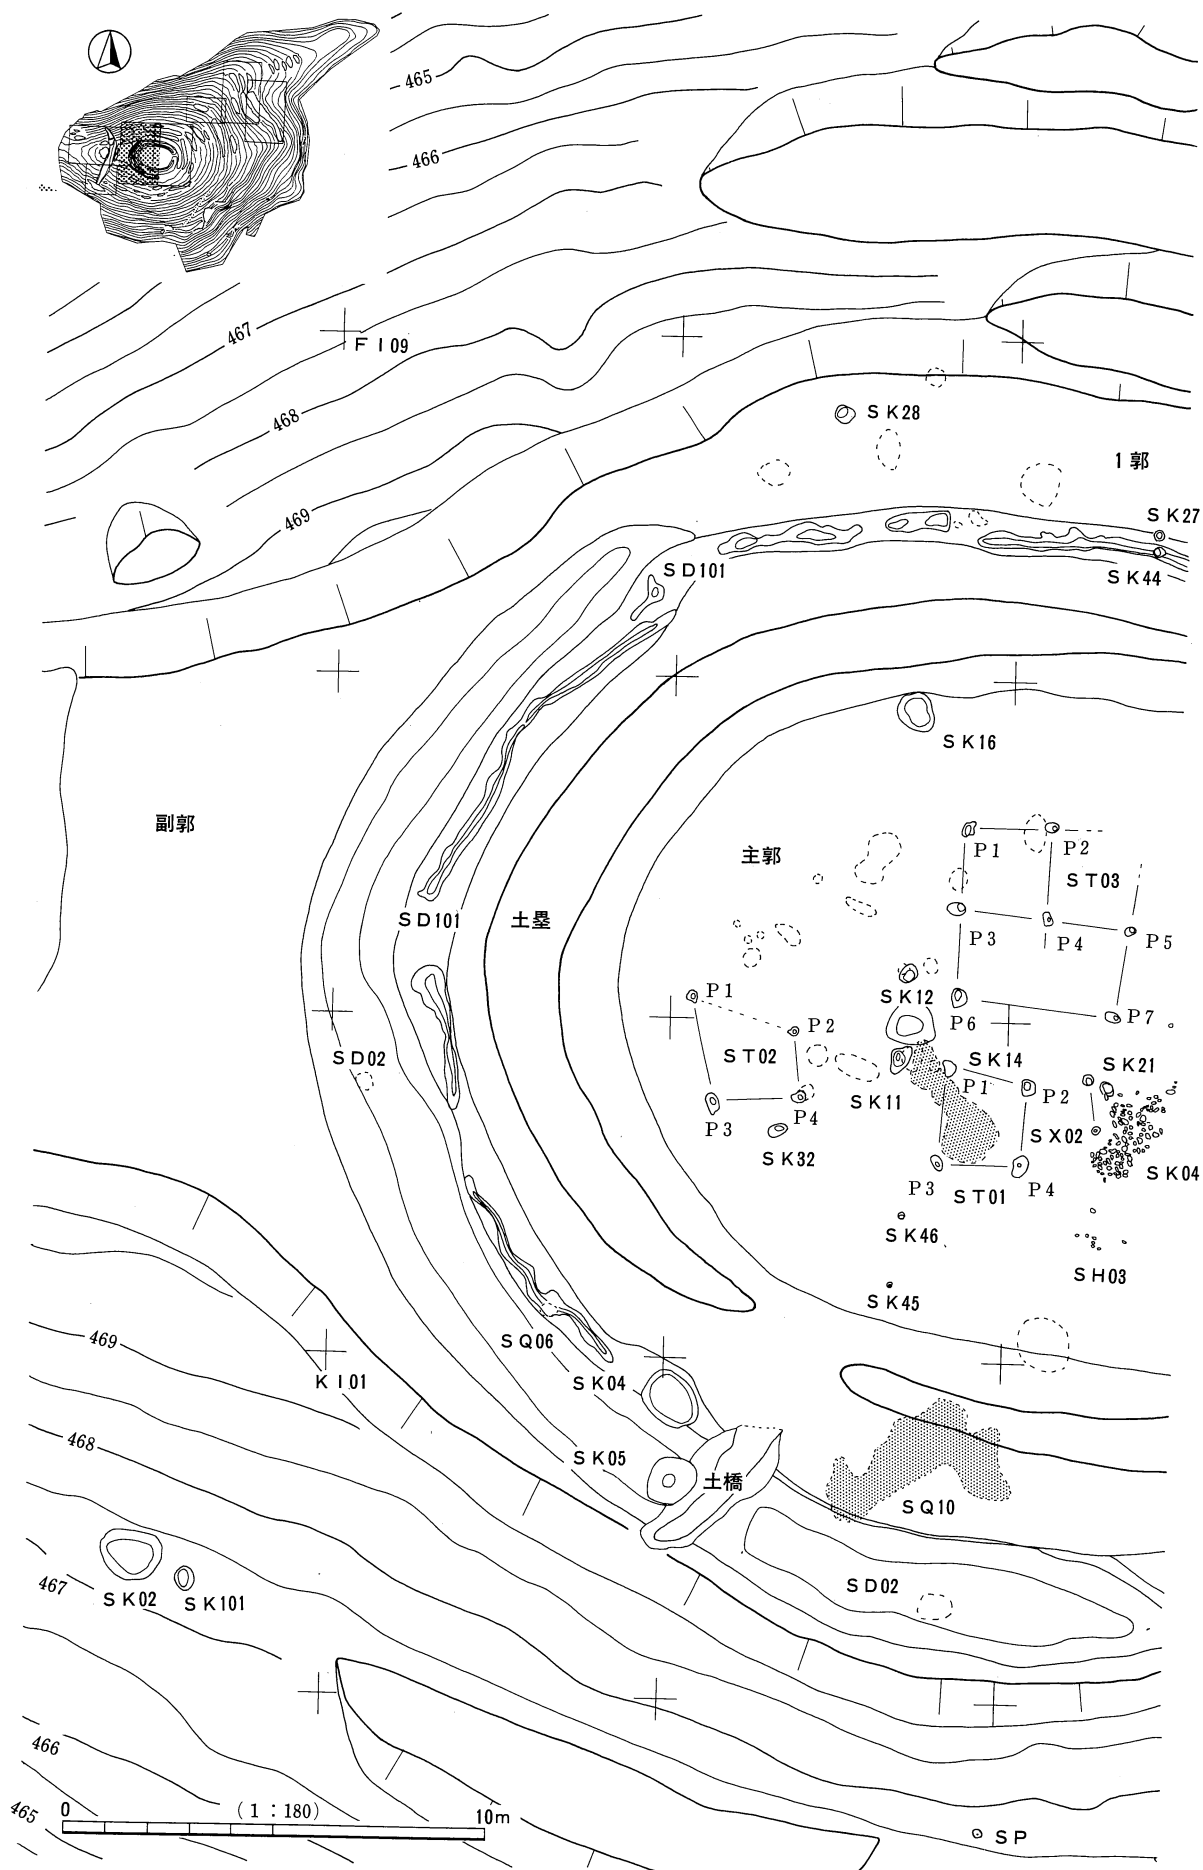 465
466
467
FI09
468
SK28
1郭
469
SK27
SD101
SK44
SK16
副郭
主郭
P1
P2
ST03
SD101
土塁
P3
P4
P5
SK12
P1
P6
P7
P2
SD02
ST02
SK14
SK21
P1
P2
SK11
P3
P4
SX02
SK32
SK04
P3
ST01
P4
SK46
SH03
SK45
469
SQ06
KI01
SK04
468
SK05
土橋
SQ10
467
SD02
SK02
SK101
466
465
0
(1:180)
10m
SP